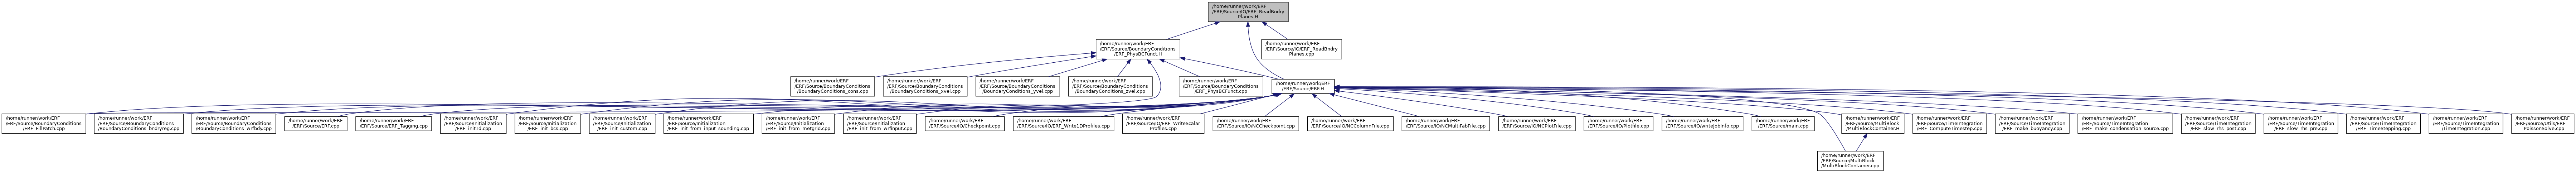 /home/runner/work/ERF
/ERF/Source/IO/ERF_ReadBndry
Planes.H
/home/runner/work/ERF
/ERF/Source/BoundaryConditions
/ERF_PhysBCFunct.H
/home/runner/work/ERF
/ERF/Source/IO/ERF_ReadBndry
Planes.cpp
/home/runner/work/ERF
/ERF/Source/BoundaryConditions
/BoundaryConditions_cons.cpp
/home/runner/work/ERF
/ERF/Source/BoundaryConditions
/BoundaryConditions_xvel.cpp
/home/runner/work/ERF
/ERF/Source/BoundaryConditions
/BoundaryConditions_yvel.cpp
/home/runner/work/ERF
/ERF/Source/BoundaryConditions
/BoundaryConditions_zvel.cpp
/home/runner/work/ERF
/ERF/Source/BoundaryConditions
/ERF_PhysBCFunct.cpp
/home/runner/work/ERF
/ERF/Source/ERF.H
/home/runner/work/ERF
/ERF/Source/BoundaryConditions
/ERF_FillPatch.cpp
/home/runner/work/ERF
/ERF/Source/BoundaryConditions
/BoundaryConditions_bndryreg.cpp
/home/runner/work/ERF
/ERF/Source/BoundaryConditions
/BoundaryConditions_wrfbdy.cpp
/home/runner/work/ERF
/ERF/Source/ERF.cpp
/home/runner/work/ERF
/ERF/Source/ERF_Tagging.cpp
/home/runner/work/ERF
/ERF/Source/Initialization
/ERF_init1d.cpp
/home/runner/work/ERF
/ERF/Source/Initialization
/ERF_init_bcs.cpp
/home/runner/work/ERF
/ERF/Source/Initialization
/ERF_init_custom.cpp
/home/runner/work/ERF
/ERF/Source/Initialization
/ERF_init_from_input_sounding.cpp
/home/runner/work/ERF
/ERF/Source/Initialization
/ERF_init_from_metgrid.cpp
/home/runner/work/ERF
/ERF/Source/Initialization
/ERF_init_from_wrfinput.cpp
/home/runner/work/ERF
/ERF/Source/IO/Checkpoint.cpp
/home/runner/work/ERF
/ERF/Source/IO/ERF_Write1DProfiles.cpp
/home/runner/work/ERF
/ERF/Source/IO/ERF_WriteScalar
Profiles.cpp
/home/runner/work/ERF
/ERF/Source/IO/NCCheckpoint.cpp
/home/runner/work/ERF
/ERF/Source/IO/NCColumnFile.cpp
/home/runner/work/ERF
/ERF/Source/IO/NCMultiFabFile.cpp
/home/runner/work/ERF
/ERF/Source/IO/NCPlotFile.cpp
/home/runner/work/ERF
/ERF/Source/IO/Plotfile.cpp
/home/runner/work/ERF
/ERF/Source/IO/writeJobInfo.cpp
/home/runner/work/ERF
/ERF/Source/main.cpp
/home/runner/work/ERF
/ERF/Source/MultiBlock
/MultiBlockContainer.H
/home/runner/work/ERF
/ERF/Source/TimeIntegration
/ERF_ComputeTimestep.cpp
/home/runner/work/ERF
/ERF/Source/TimeIntegration
/ERF_make_buoyancy.cpp
/home/runner/work/ERF
/ERF/Source/TimeIntegration
/ERF_make_condensation_source.cpp
/home/runner/work/ERF
/ERF/Source/TimeIntegration
/ERF_slow_rhs_post.cpp
/home/runner/work/ERF
/ERF/Source/TimeIntegration
/ERF_slow_rhs_pre.cpp
/home/runner/work/ERF
/ERF/Source/TimeIntegration
/ERF_TimeStepping.cpp
/home/runner/work/ERF
/ERF/Source/TimeIntegration
/TimeIntegration.cpp
/home/runner/work/ERF
/ERF/Source/Utils/ERF
_PoissonSolve.cpp
/home/runner/work/ERF
/ERF/Source/MultiBlock
/MultiBlockContainer.cpp